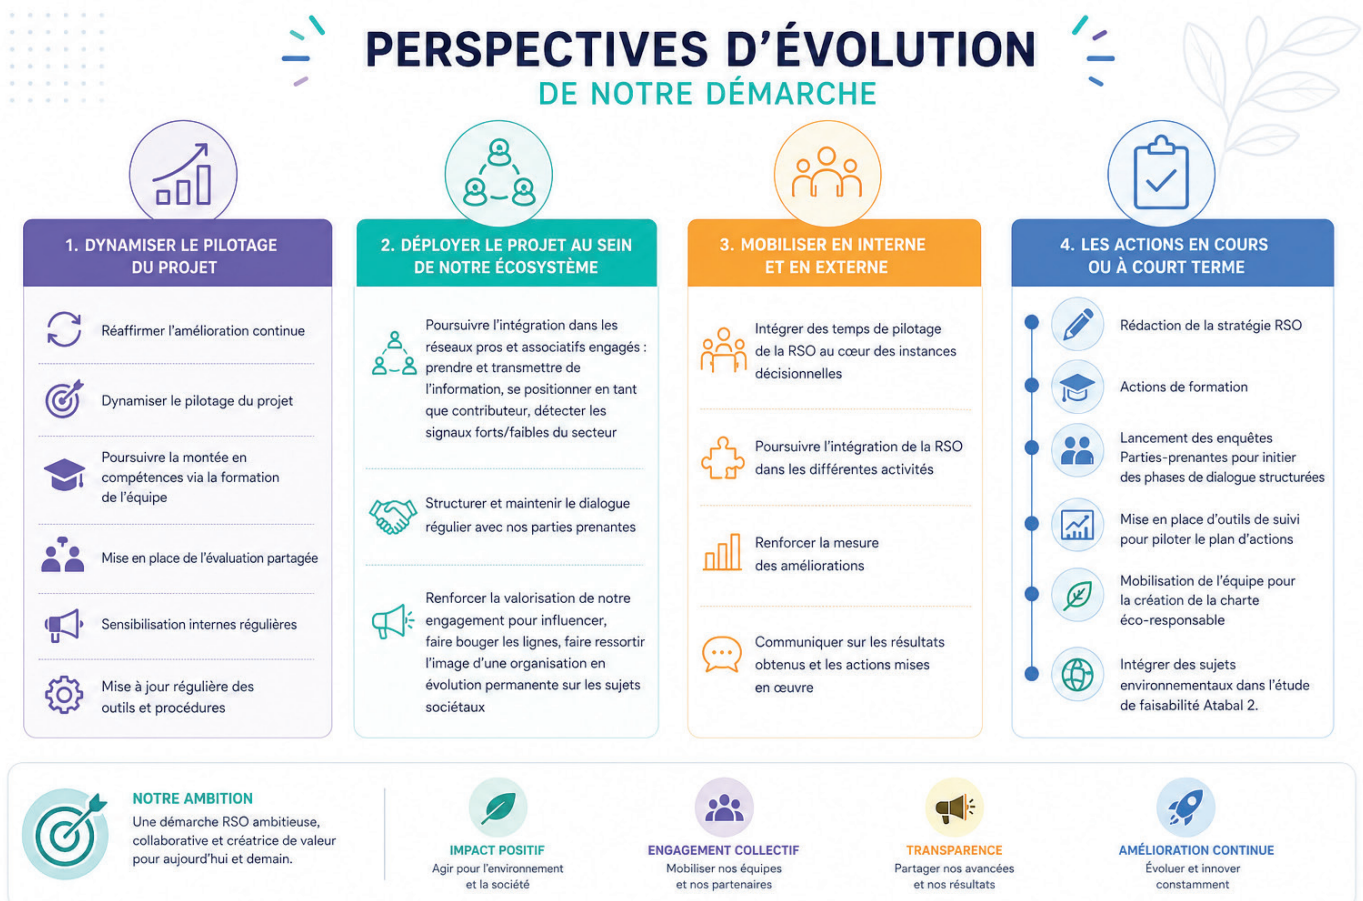 PERSPECTIVES D’ÉVOLUTION
DE NOTRE DÉMARCHE
1. DYNAMISER LE PILOTAGE
DU PROJET
Réaffirmer l’amélioration continue
Dynamiser le pilotage du projet
Poursuivre la montée en
compétences via la formation
de l’équipe
Mise en place de l’évaluation partagée
Sensibilisation internes régulières
Mise à jour régulière des
outils et procédures
2. DÉPLOYER LE PROJET AU SEIN
DE NOTRE ÉCOSYSTÈME
Poursuivre l’intégration dans les
réseaux pros et associatifs engagés :
prendre et transmettre de
l’information, se positionner en tant
que contributeur, détecter les
signaux forts/faibles du secteur
Structurer et maintenir le dialogue
régulier avec nos parties prenantes
Renforcer la valorisation de notre
engagement pour influencer,
faire bouger les lignes, faire ressortir
l’image d’une organisation en
évolution permanente sur les sujets
sociétaux
3. MOBILISER EN INTERNE
ET EN EXTERNE
Intégrer des temps de pilotage
de la RSO au cœur des instances
décisionnelles
Poursuivre l’intégration de la RSO
dans les différentes activités
Renforcer la mesure
des améliorations
Communiquer sur les résultats
obtenus et les actions mises
en œuvre
4. LES ACTIONS EN COURS
OU À COURT TERME
Rédaction de la stratégie RSO
Actions de formation
Lancement des enquêtes
Parties-prenantes pour initier
des phases de dialogue structurées
Mise en place d’outils de suivi
pour piloter le plan d’actions
Mobilisation de l’équipe pour
la création de la charte
éco-responsable
Intégrer des sujets
environnementaux dans l’étude
de faisabilité Atabal 2.
NOTRE AMBITION
Une démarche RSO ambitieuse,
collaborative et créatrice de valeur
pour aujourd’hui et demain.
IMPACT POSITIF
Agir pour l’environnement
et la société
ENGAGEMENT COLLECTIF
Mobiliser nos équipes
et nos partenaires
TRANSPARENCE
Partager nos avancées
et nos résultats
AMÉLIORATION CONTINUE
Évoluer et innover
constamment